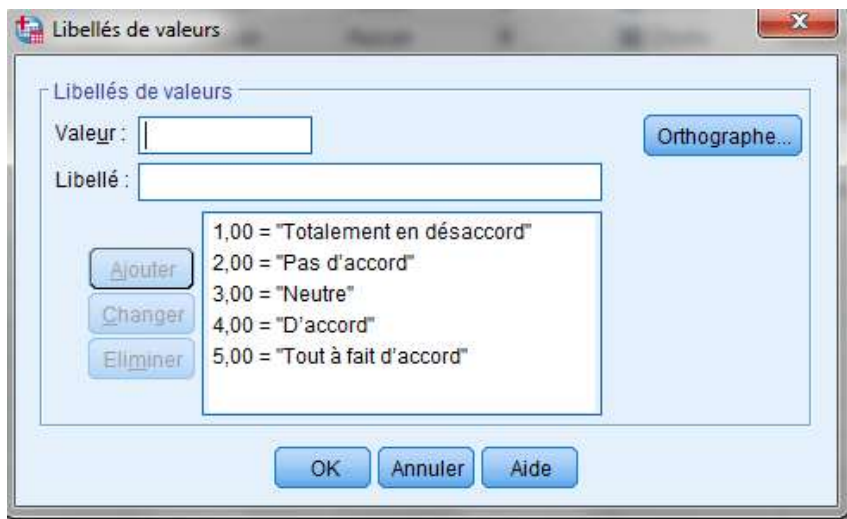 Libellés de valeurs
Libellés de valeurs
Valeur :
Orthographe...
Libellé :
1,00 = "Totalement en désaccord"
2,00 = "Pas d'accord"
3,00 = "Neutre"
4,00 = "D'accord"
5,00 = "Tout à fait d'accord"
Ajouter
Changer
Eliminer
OK Annuler Aide